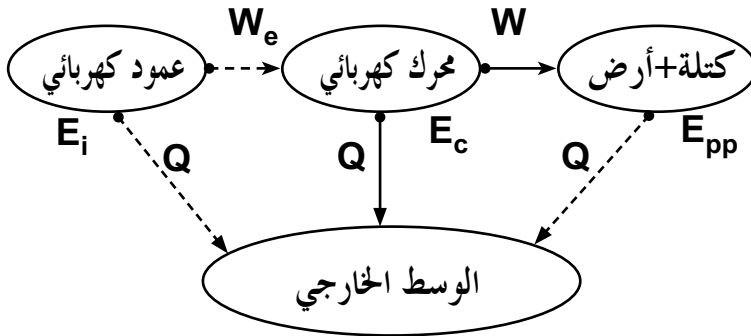 W_e
W
عمود كهربائي
محرك كهربائي
كتلة+أرض
E_i
Q
Q
E_c
Q
E_pp
الوسط الخارجي